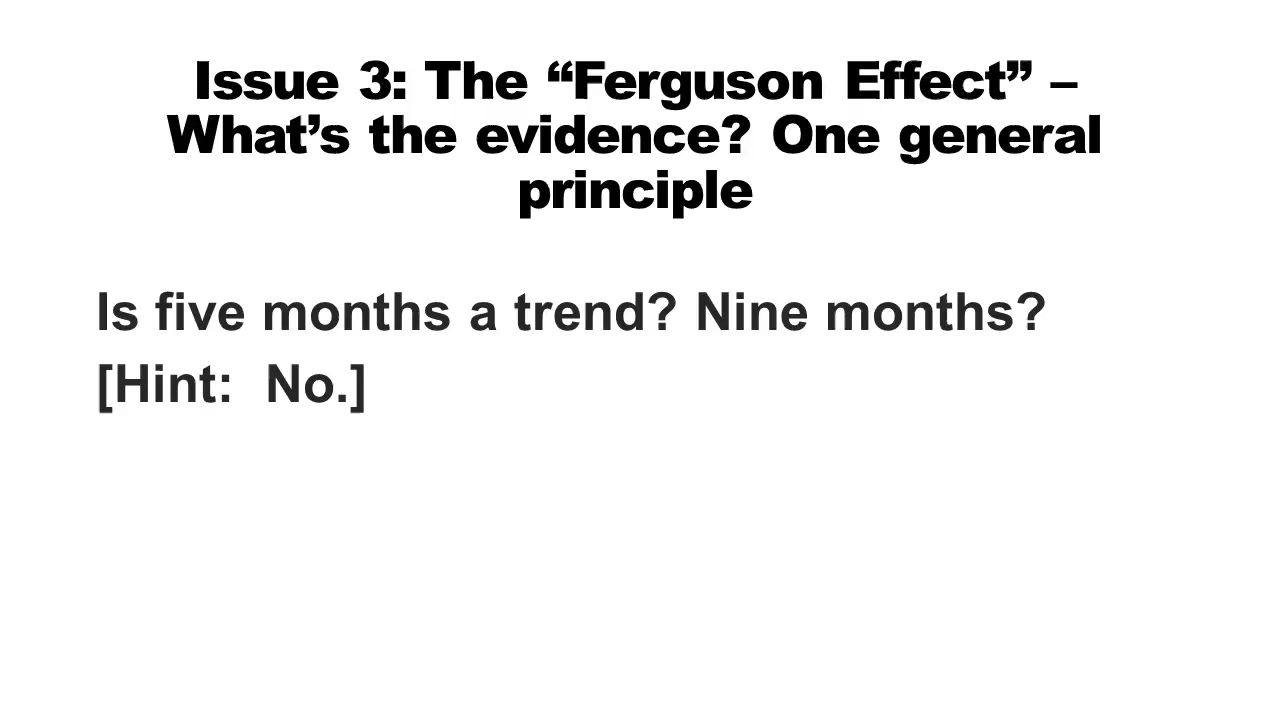 Issue 3: The “Ferguson Effect” –
What’s the evidence? One general
principle
Is five months a trend? Nine months?
[Hint:  No.]